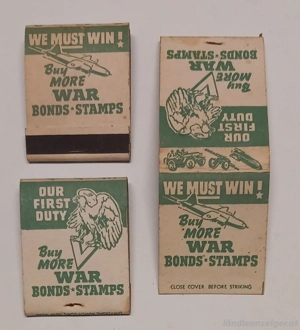 WE MUST WIN!
Buy
MORE
WAR
BONDS·STAMPS
OUR
FIRST
DUTY
Buy
MORE
WAR
BONDS·STAMPS
BONDS·STAMPS
WAR
MORE
Buy
OUR
FIRST
DUTY
WE MUST WIN!
Buy
MORE
WAR
BONDS·STAMPS
CLOSE COVER BEFORE STRIKING